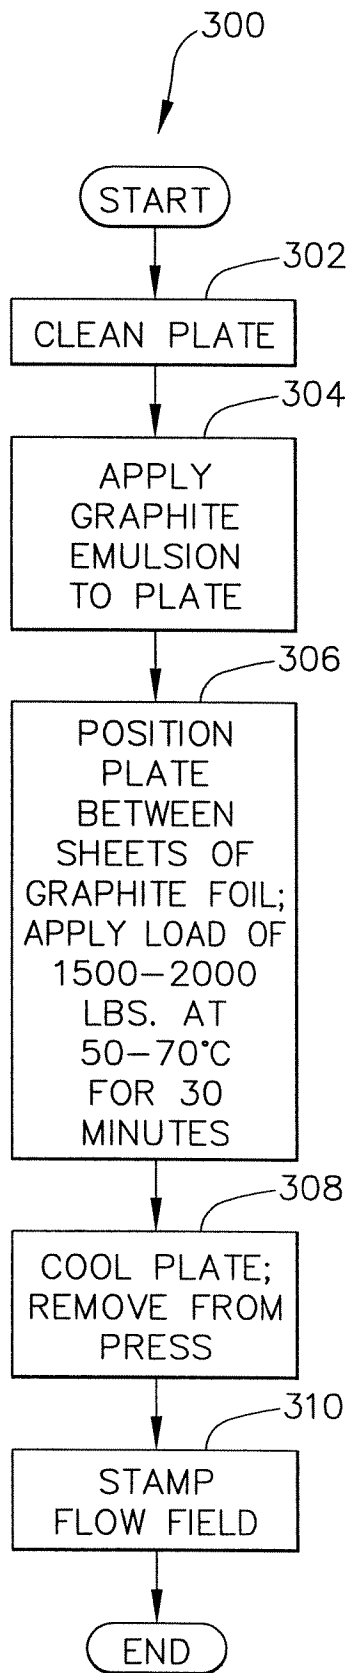 300
START
302
CLEAN PLATE
304
APPLY
GRAPHITE
EMULSION
TO PLATE
306
POSITION
PLATE
BETWEEN
SHEETS OF
GRAPHITE FOIL;
APPLY LOAD OF
1500–2000
LBS. AT
50–70°C
FOR 30
MINUTES
308
COOL PLATE;
REMOVE FROM
PRESS
310
STAMP
FLOW FIELD
END